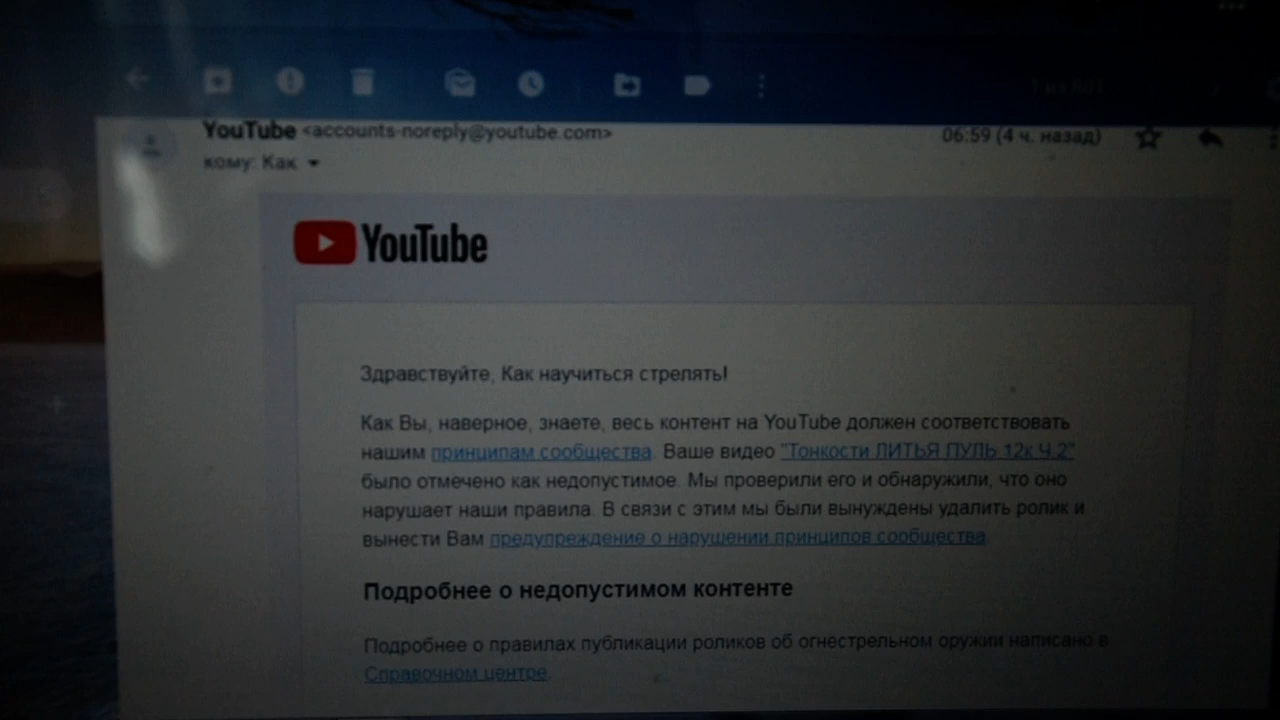 YouTube <accounts-noreply@youtube.com>
06:59 (4 ч. назад)
кому: Как
YouTube
Здравствуйте, Как научиться стрелять!
Как Вы, наверное, знаете, весь контент на YouTube должен соответствовать
нашим принципам сообщества. Ваше видео "Тонкости ЛИТЬЯ ПУЛЬ 12к Ч 2"
было отмечено как недопустимое. Мы проверили его и обнаружили, что оно
нарушает наши правила. В связи с этим мы были вынуждены удалить ролик и
вынести Вам предупреждение о нарушении принципов сообщества.
Подробнее о недопустимом контенте
Подробнее о правилах публикации роликов об огнестрельном оружии написано в
Справочном центре.